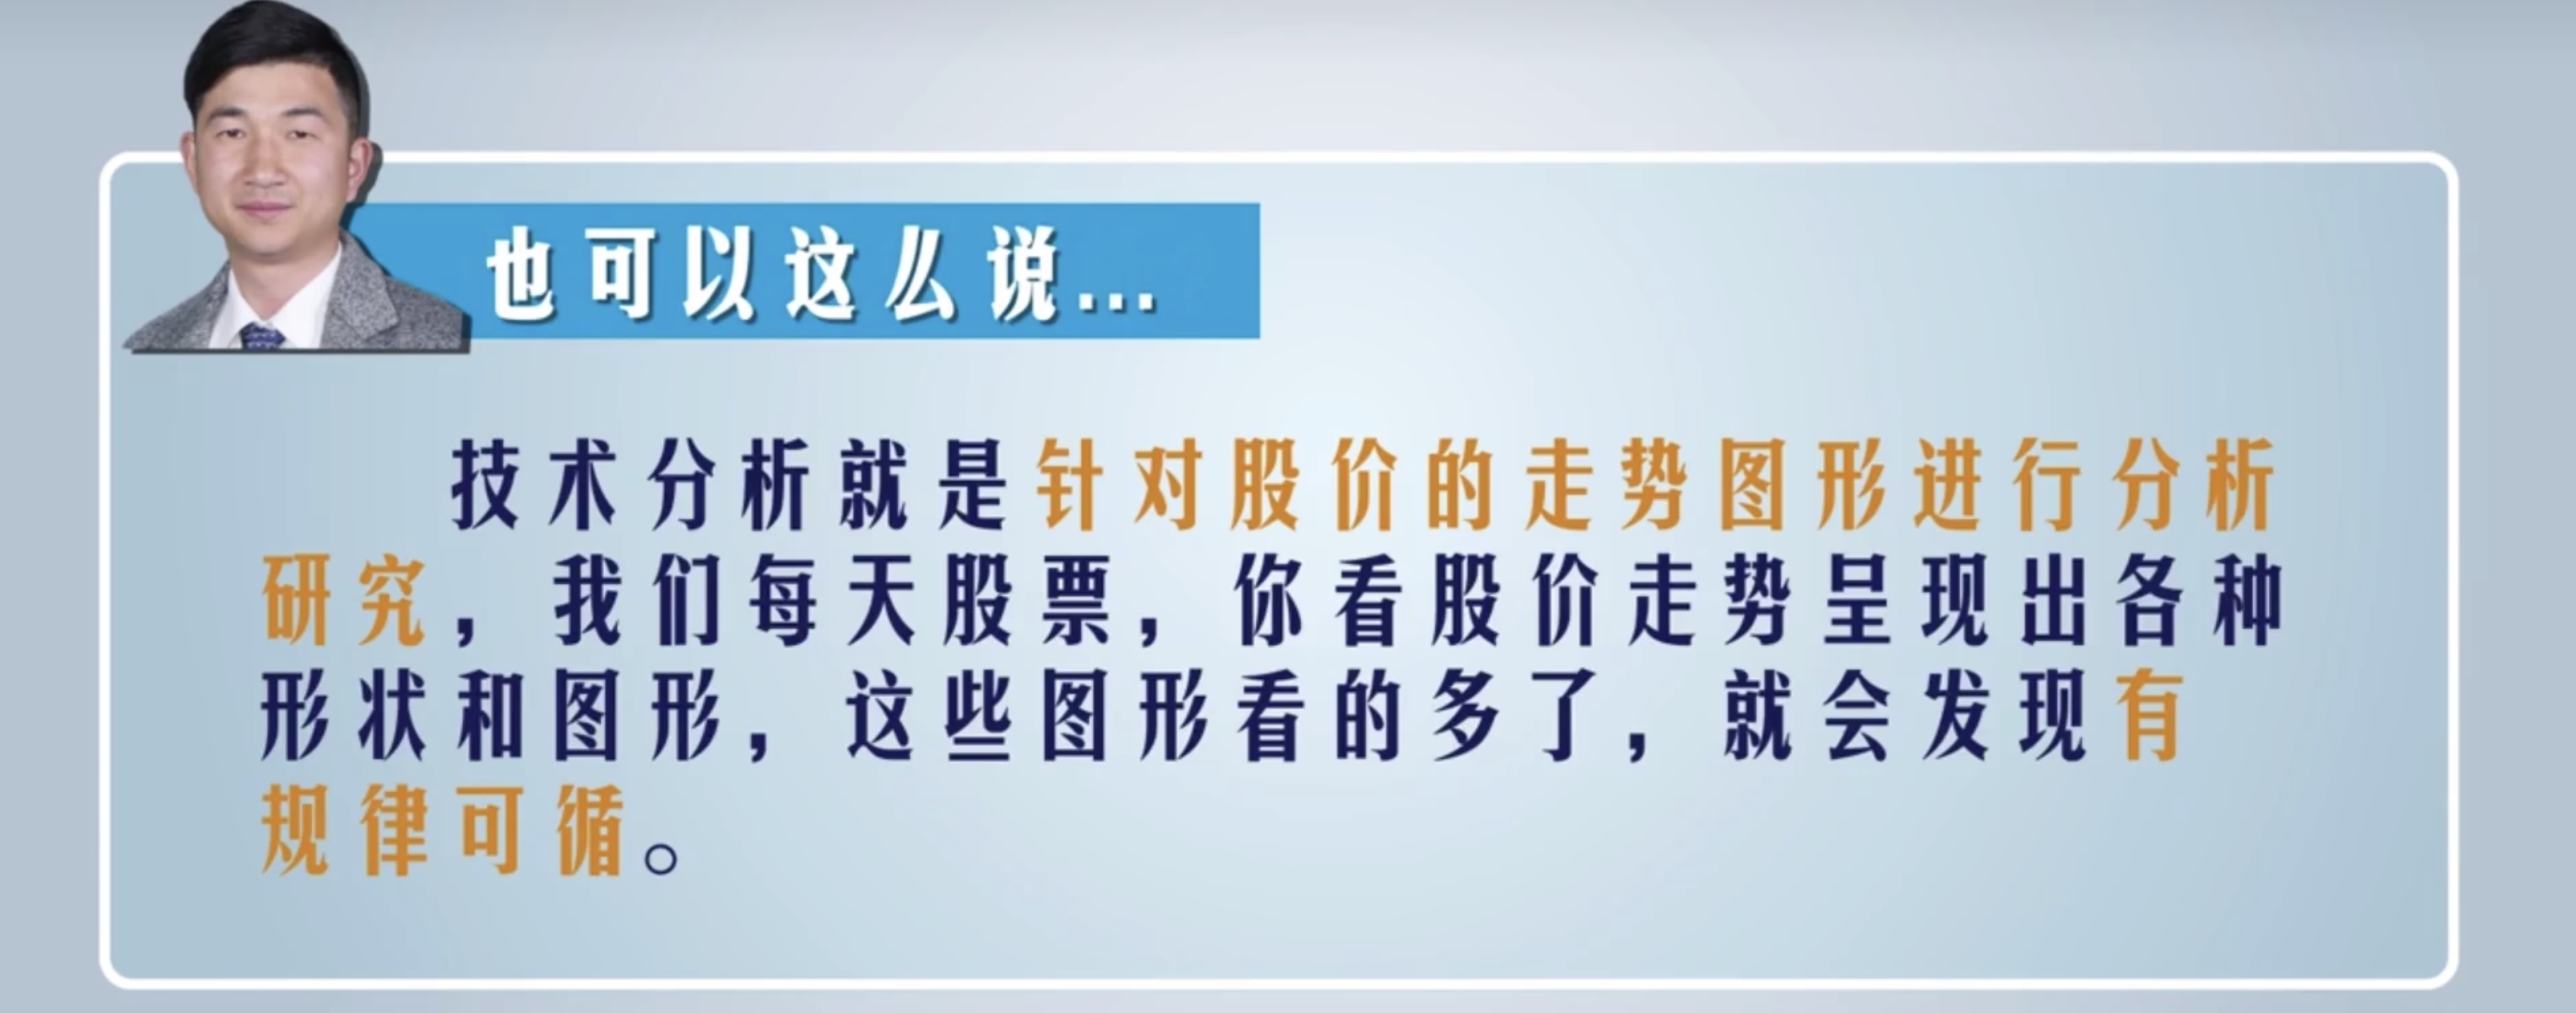 也可以这么说...
技术分析就是针对股价的走势图形进行分析
研究，我们每天股票，你看股价走势呈现出各种
形状和图形，这些图形看的多了，就会发现有
规律可循。